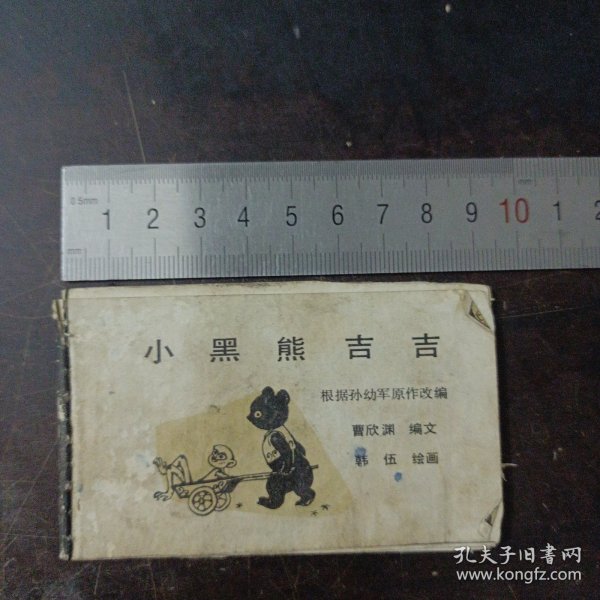 0.5mm
mm
1 2 3 4 5 6 7 8 9 10 1 2
mm
小黑熊吉吉
根据孙幼军原作改编
曹欣渊 编文
韩伍 绘画
孔夫子旧书网
www.kongfz.com